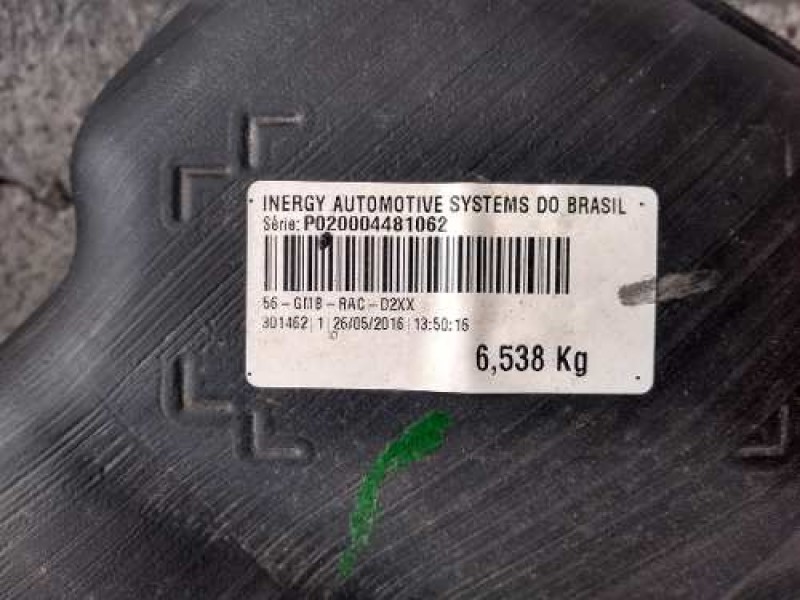 INERGY AUTOMOTIVE SYSTEMS DO BRASIL
Série: P020004481062
56-GMB-RAC-D2XX
301462|1|26/05/2016|13:50:16
6,538 Kg